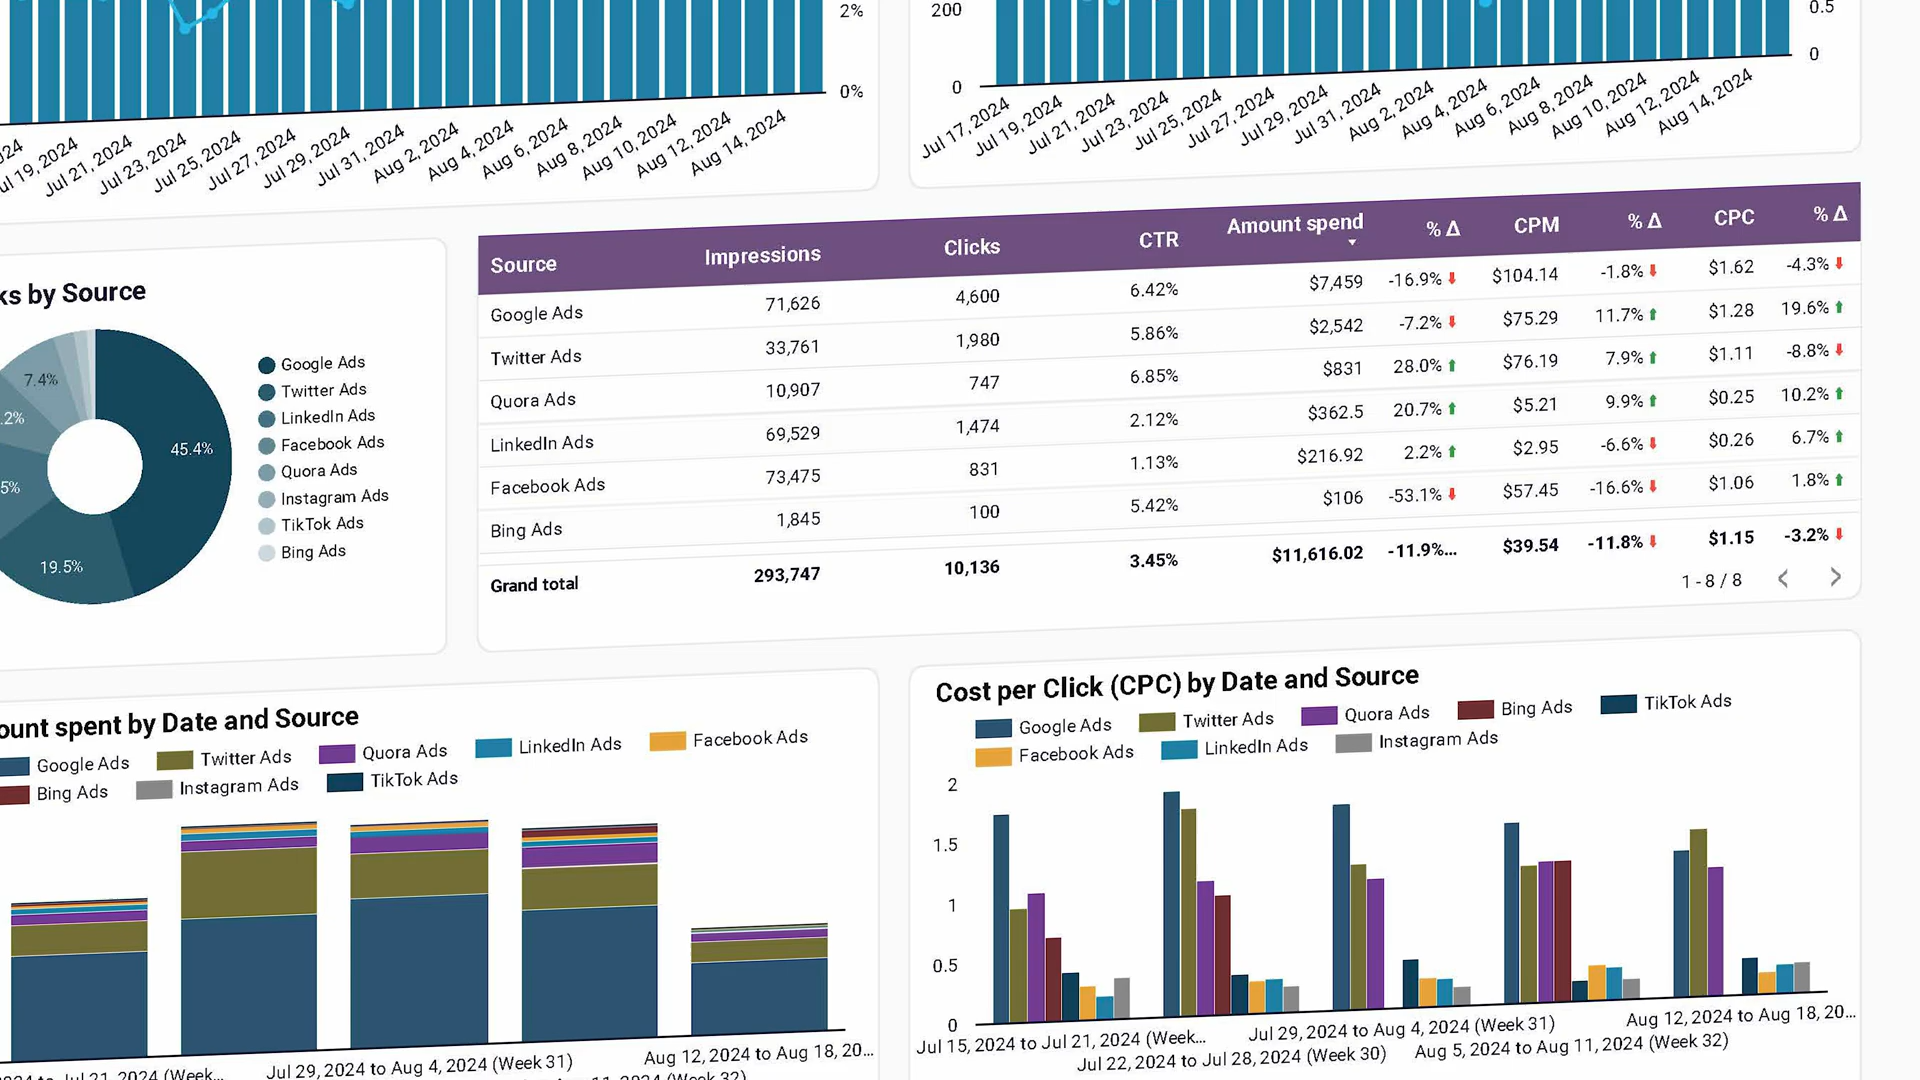 2%
0%
Jul 19, 2024
Jul 21, 2024
Jul 23, 2024
Jul 25, 2024
Jul 27, 2024
Jul 29, 2024
Jul 31, 2024
Aug 2, 2024
Aug 4, 2024
Aug 6, 2024
Aug 8, 2024
Aug 10, 2024
Aug 12, 2024
Aug 14, 2024
200
0
0.5
0
Jul 17, 2024
Jul 19, 2024
Jul 21, 2024
Jul 23, 2024
Jul 25, 2024
Jul 27, 2024
Jul 29, 2024
Jul 31, 2024
Aug 2, 2024
Aug 4, 2024
Aug 6, 2024
Aug 8, 2024
Aug 10, 2024
Aug 12, 2024
Aug 14, 2024
ks by Source
7.4%
.2%
5%
19.5%
45.4%
Google Ads
Twitter Ads
LinkedIn Ads
Facebook Ads
Quora Ads
Instagram Ads
TikTok Ads
Bing Ads
Source Impressions Clicks CTR Amount spend % Δ CPM % Δ CPC % Δ
Google Ads 71,626 4,600 6.42% $7,459 -16.9% $104.14 -1.8% $1.62 -4.3%
Twitter Ads 33,761 1,980 5.86% $2,542 -7.2% $75.29 11.7% $1.28 19.6%
Quora Ads 10,907 747 6.85% $831 28.0% $76.19 7.9% $1.11 -8.8%
LinkedIn Ads 69,529 1,474 2.12% $362.5 20.7% $5.21 9.9% $0.25 10.2%
Facebook Ads 73,475 831 1.13% $216.92 2.2% $2.95 -6.6% $0.26 6.7%
Bing Ads 1,845 100 5.42% $106 -53.1% $57.45 -16.6% $1.06 1.8%
Grand total 293,747 10,136 3.45% $11,616.02 -11.9%... $39.54 -11.8% $1.15 -3.2%
1 - 8 / 8
ount spent by Date and Source
Google Ads Twitter Ads Quora Ads LinkedIn Ads Facebook Ads
Bing Ads Instagram Ads TikTok Ads
Jul 21, 2024 (Week...
Jul 29, 2024 to Aug 4, 2024 (Week 31)
11, 2024 (Week 32)
Aug 12, 2024 to Aug 18, 20...
Cost per Click (CPC) by Date and Source
Google Ads Twitter Ads Quora Ads Bing Ads TikTok Ads
Facebook Ads LinkedIn Ads Instagram Ads
2
1.5
1
0.5
0
Jul 15, 2024 to Jul 21, 2024 (Week...
Jul 22, 2024 to Jul 28, 2024 (Week 30)
Jul 29, 2024 to Aug 4, 2024 (Week 31)
Aug 5, 2024 to Aug 11, 2024 (Week 32)
Aug 12, 2024 to Aug 18, 20...